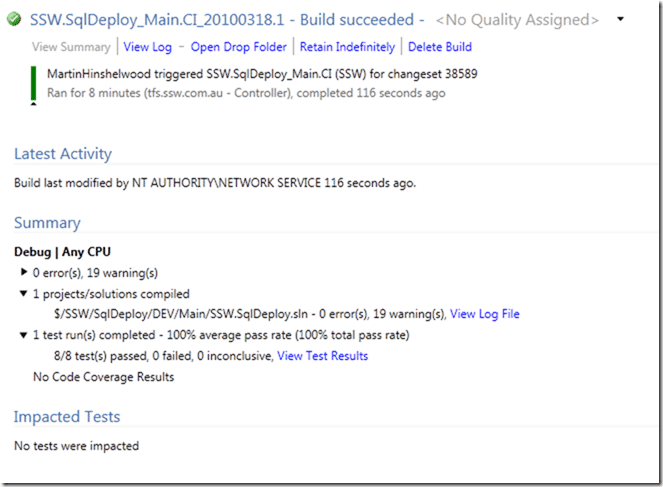 SSW.SqlDeploy_Main.CI_20100318.1 - Build succeeded - <No Quality Assigned>
View Summary | View Log - Open Drop Folder | Retain Indefinitely | Delete Build
MartinHinshelwood triggered SSW.SqlDeploy_Main.CI (SSW) for changeset 38589
Ran for 8 minutes (tfs.ssw.com.au - Controller), completed 116 seconds ago
Latest Activity
Build last modified by NT AUTHORITY\NETWORK SERVICE 116 seconds ago.
Summary
Debug | Any CPU
0 error(s), 19 warning(s)
1 projects/solutions compiled
$/SSW/SqlDeploy/DEV/Main/SSW.SqlDeploy.sln - 0 error(s), 19 warning(s), View Log File
1 test run(s) completed - 100% average pass rate (100% total pass rate)
8/8 test(s) passed, 0 failed, 0 inconclusive, View Test Results
No Code Coverage Results
Impacted Tests
No tests were impacted